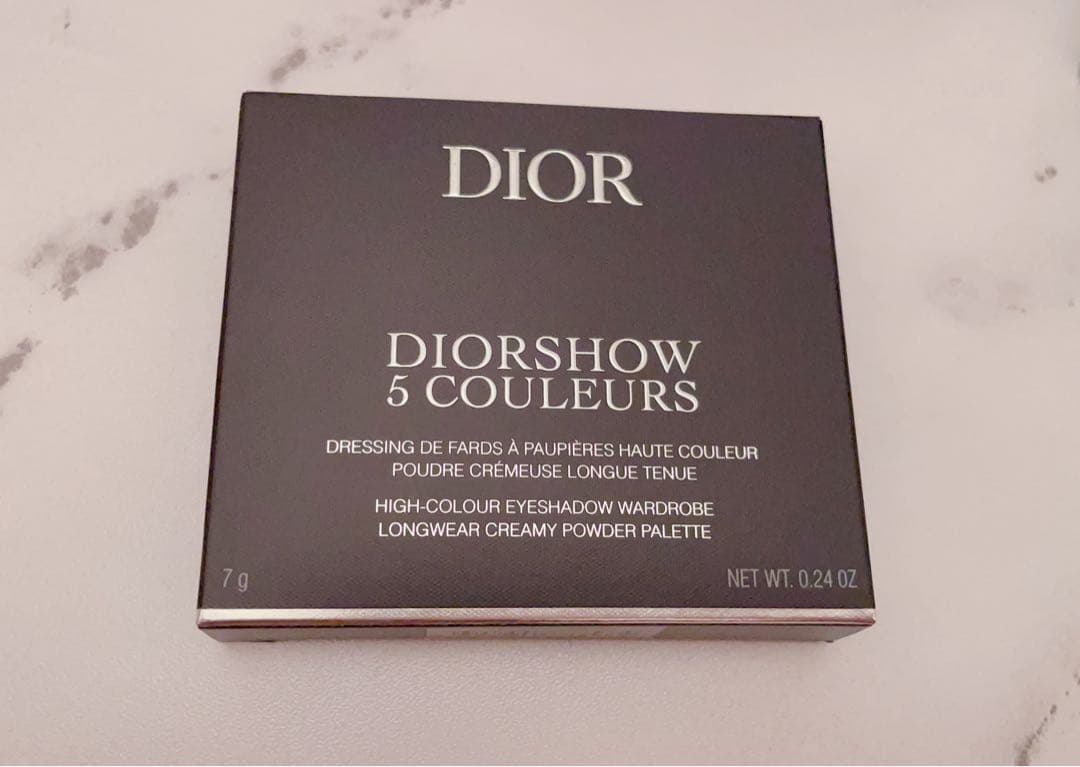 DIOR
DIORSHOW
5 COULEURS
DRESSING DE FARDS À PAUPIÈRES HAUTE COULEUR
POUDRE CRÉMEUSE LONGUE TENUE
HIGH-COLOUR EYESHADOW WARDROBE
LONGWEAR CREAMY POWDER PALETTE
7 g
NET WT. 0.24 OZ